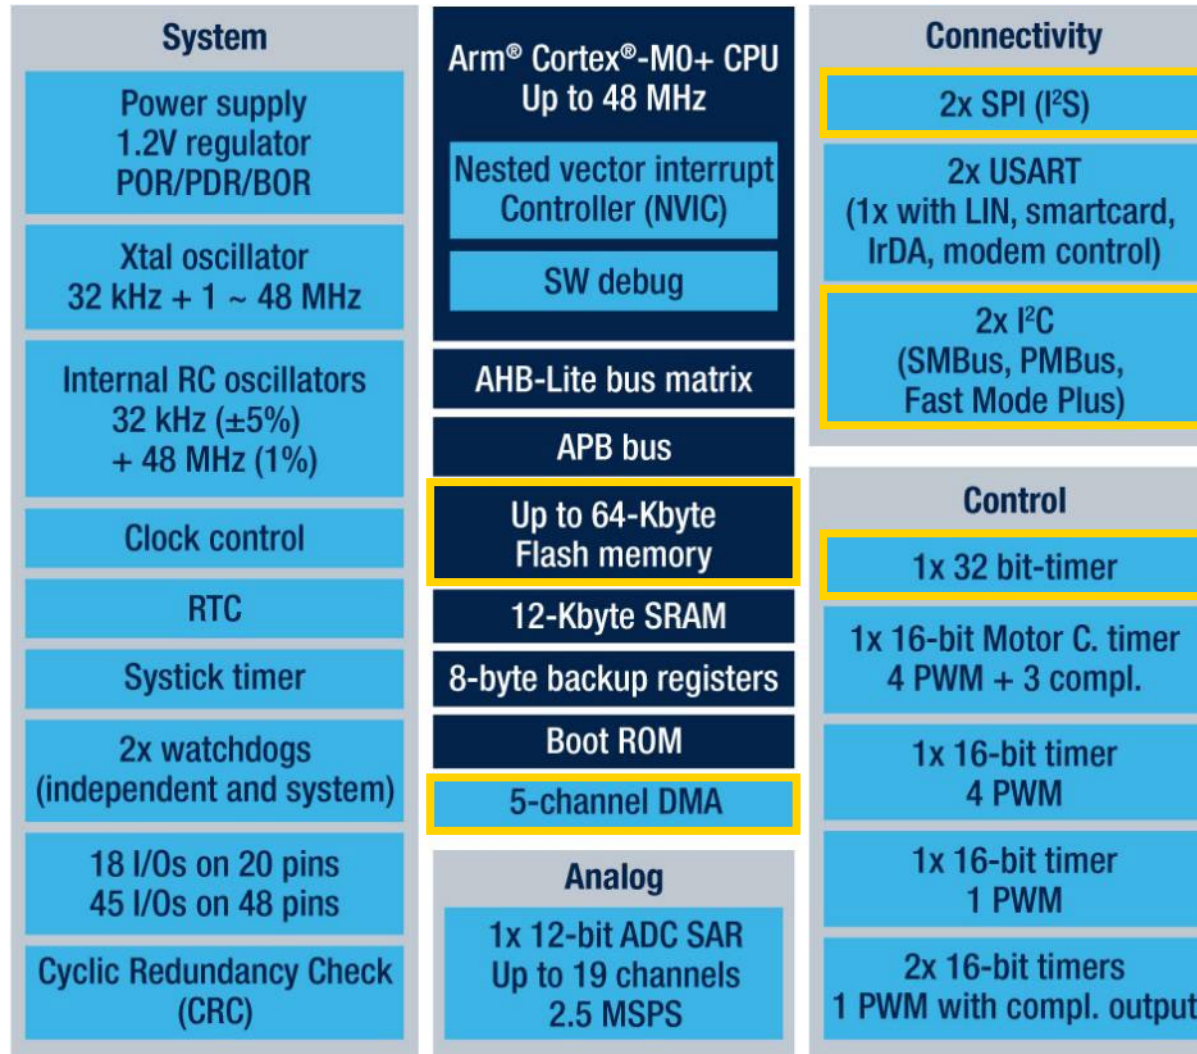 System
Power supply
1.2V regulator
POR/PDR/BOR
Xtal oscillator
32 kHz + 1 ~ 48 MHz
Internal RC oscillators
32 kHz (±5%)
+ 48 MHz (1%)
Clock control
RTC
Systick timer
2x watchdogs
(independent and system)
18 I/Os on 20 pins
45 I/Os on 48 pins
Cyclic Redundancy Check
(CRC)
Arm® Cortex®-M0+ CPU
Up to 48 MHz
Nested vector interrupt
Controller (NVIC)
SW debug
AHB-Lite bus matrix
APB bus
Up to 64-Kbyte
Flash memory
12-Kbyte SRAM
8-byte backup registers
Boot ROM
5-channel DMA
Analog
1x 12-bit ADC SAR
Up to 19 channels
2.5 MSPS
Connectivity
2x SPI (I²S)
2x USART
(1x with LIN, smartcard,
IrDA, modem control)
2x I²C
(SMBus, PMBus,
Fast Mode Plus)
Control
1x 32 bit-timer
1x 16-bit Motor C. timer
4 PWM + 3 compl.
1x 16-bit timer
4 PWM
1x 16-bit timer
1 PWM
2x 16-bit timers
1 PWM with compl. output